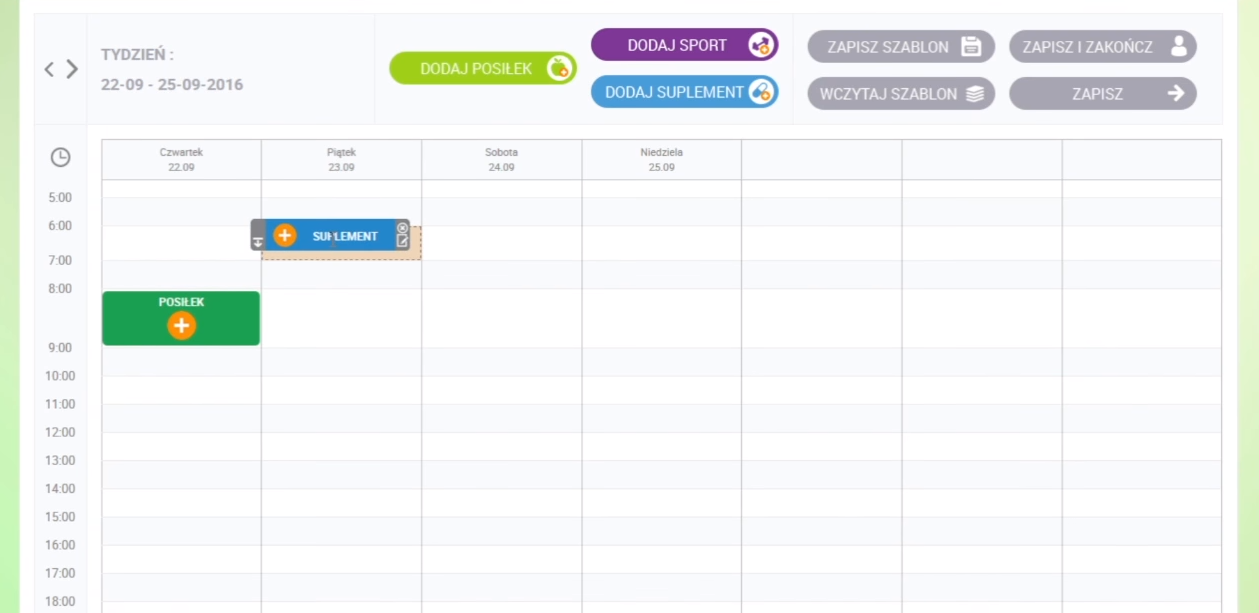 TYDZIEŃ :
22-09 - 25-09-2016
DODAJ POSIŁEK
DODAJ SPORT
DODAJ SUPLEMENT
ZAPISZ SZABLON
ZAPISZ I ZAKOŃCZ
WCZYTAJ SZABLON
ZAPISZ
Czwartek
22.09
Piątek
23.09
Sobota
24.09
Niedziela
25.09
5:00
6:00
SUPLEMENT
7:00
8:00
POSIŁEK
9:00
10:00
11:00
12:00
13:00
14:00
15:00
16:00
17:00
18:00